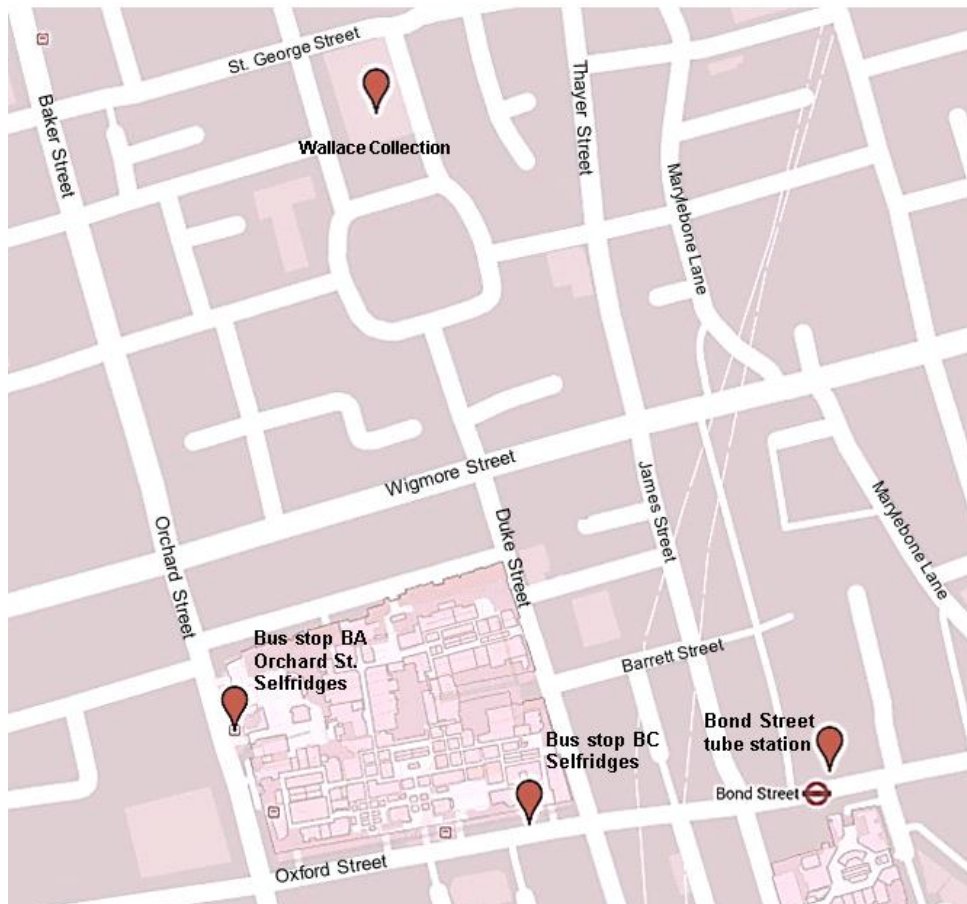 St. George Street
Baker Street
Thayer Street
Wallace Collection
Marylebone Lane
Wigmore Street
James Street
Marylebone Lane
Duke Street
Orchard Street
Bus stop BA
Orchard St.
Selfridges
Barrett Street
Bus stop BC
Selfridges
Bond Street
tube station
Bond Street
Oxford Street